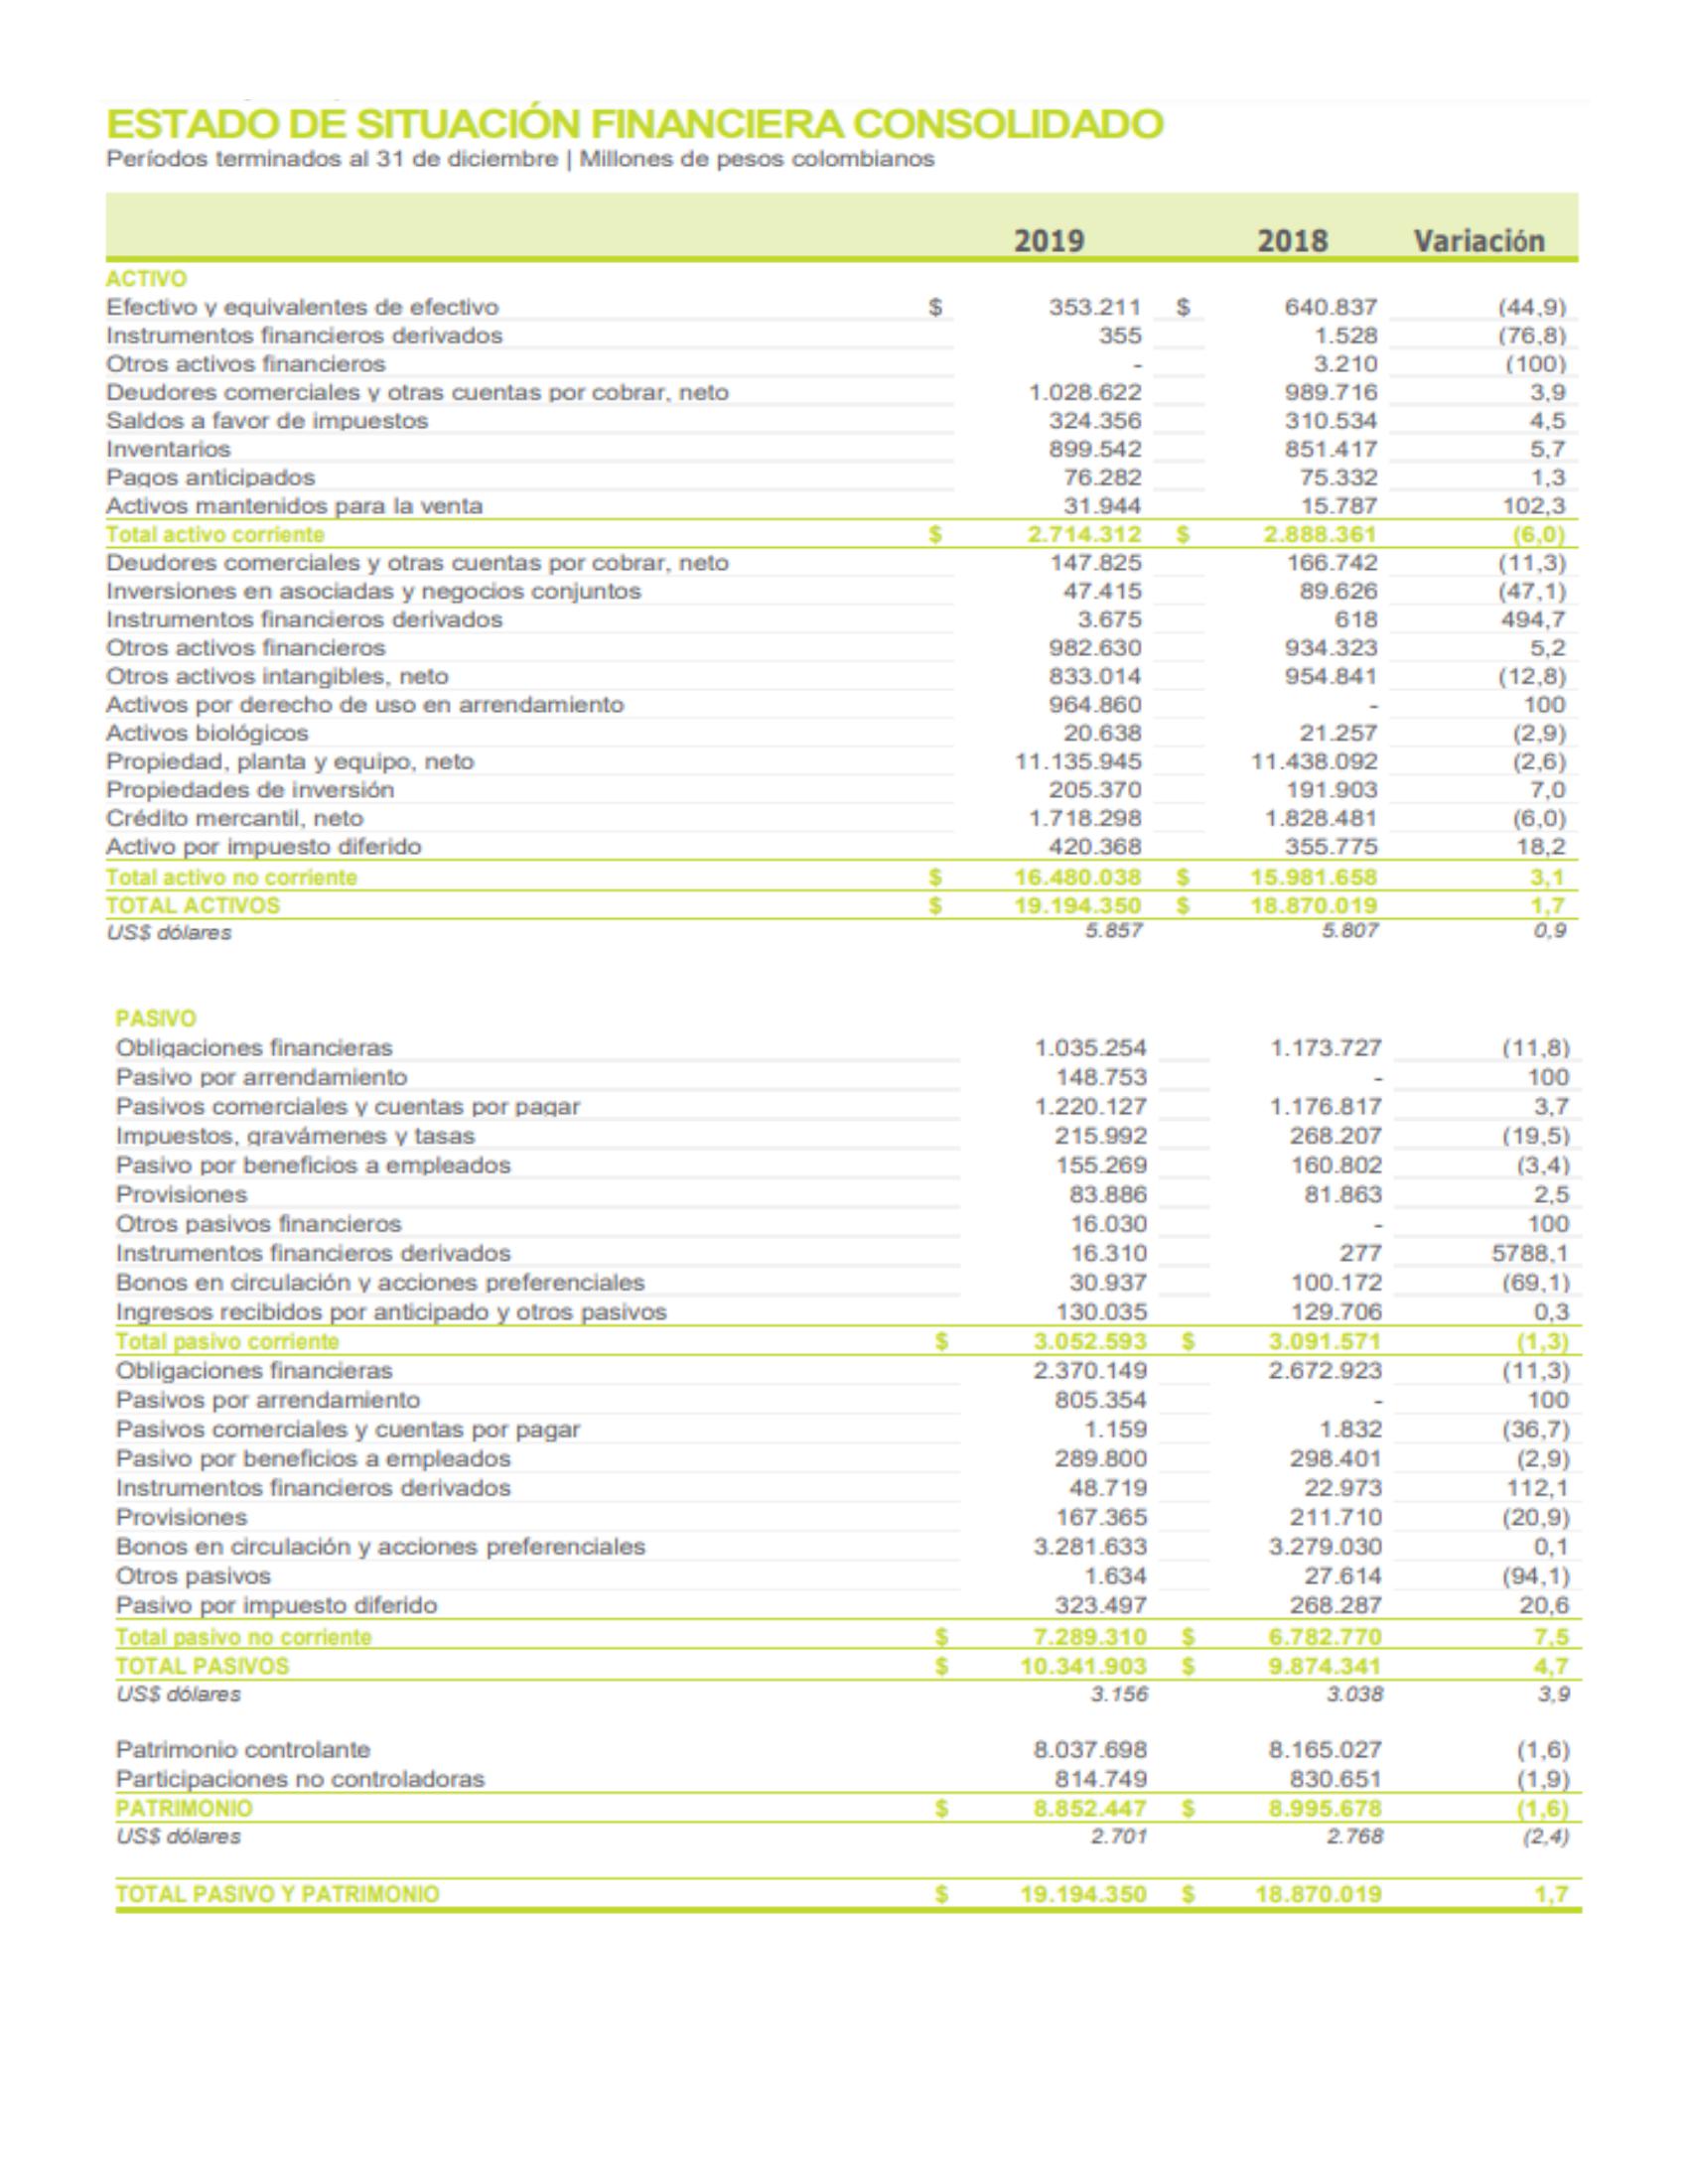 ESTADO DE SITUACIÓN FINANCIERA CONSOLIDADO
Períodos terminados al 31 de diciembre | Millones de pesos colombianos
2019 2018 Variación
ACTIVO
Efectivo y equivalentes de efectivo $ 353.211 $ 640.837 (44,9)
Instrumentos financieros derivados 355 1.528 (76,8)
Otros activos financieros - 3.210 (100)
Deudores comerciales y otras cuentas por cobrar, neto 1.028.622 989.716 3,9
Saldos a favor de impuestos 324.356 310.534 4,5
Inventarios 899.542 851.417 5,7
Pagos anticipados 76.282 75.332 1,3
Activos mantenidos para la venta 31.944 15.787 102,3
Total activo corriente $ 2.714.312 $ 2.888.361 (6,0)
Deudores comerciales y otras cuentas por cobrar, neto 147.825 166.742 (11,3)
Inversiones en asociadas y negocios conjuntos 47.415 89.626 (47,1)
Instrumentos financieros derivados 3.675 618 494,7
Otros activos financieros 982.630 934.323 5,2
Otros activos intangibles, neto 833.014 954.841 (12,8)
Activos por derecho de uso en arrendamiento 964.860 - 100
Activos biológicos 20.638 21.257 (2,9)
Propiedad, planta y equipo, neto 11.135.945 11.438.092 (2,6)
Propiedades de inversión 205.370 191.903 7,0
Crédito mercantil, neto 1.718.298 1.828.481 (6,0)
Activo por impuesto diferido 420.368 355.775 18,2
Total activo no corriente $ 16.480.038 $ 15.981.658 3,1
TOTAL ACTIVOS $ 19.194.350 $ 18.870.019 1,7
US$ dólares 5.857 5.807 0,9
PASIVO
Obligaciones financieras 1.035.254 1.173.727 (11,8)
Pasivo por arrendamiento 148.753 - 100
Pasivos comerciales y cuentas por pagar 1.220.127 1.176.817 3,7
Impuestos, gravámenes y tasas 215.992 268.207 (19,5)
Pasivo por beneficios a empleados 155.269 160.802 (3,4)
Provisiones 83.886 81.863 2,5
Otros pasivos financieros 16.030 - 100
Instrumentos financieros derivados 16.310 277 5788,1
Bonos en circulación y acciones preferenciales 30.937 100.172 (69,1)
Ingresos recibidos por anticipado y otros pasivos 130.035 129.706 0,3
Total pasivo corriente $ 3.052.593 $ 3.091.571 (1,3)
Obligaciones financieras 2.370.149 2.672.923 (11,3)
Pasivos por arrendamiento 805.354 - 100
Pasivos comerciales y cuentas por pagar 1.159 1.832 (36,7)
Pasivo por beneficios a empleados 289.800 298.401 (2,9)
Instrumentos financieros derivados 48.719 22.973 112,1
Provisiones 167.365 211.710 (20,9)
Bonos en circulación y acciones preferenciales 3.281.633 3.279.030 0,1
Otros pasivos 1.634 27.614 (94,1)
Pasivo por impuesto diferido 323.497 268.287 20,6
Total pasivo no corriente $ 7.289.310 $ 6.782.770 7,5
TOTAL PASIVOS $ 10.341.903 $ 9.874.341 4,7
US$ dólares 3.156 3.038 3,9
Patrimonio controlante 8.037.698 8.165.027 (1,6)
Participaciones no controladoras 814.749 830.651 (1,9)
PATRIMONIO $ 8.852.447 $ 8.995.678 (1,6)
US$ dólares 2.701 2.768 (2,4)
TOTAL PASIVO Y PATRIMONIO $ 19.194.350 $ 18.870.019 1,7